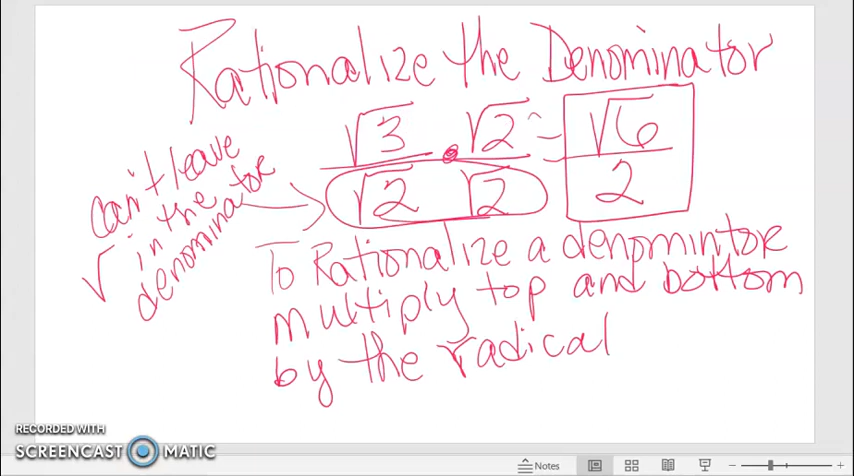 Rationalize the Denominator
√3 · √2 = √6
√2 √2 2
can't leave
√ in the
denominator
To Rationalize a denomintor
multiply top and bottom
by the radical
RECORDED WITH
SCREENCAST MATIC
Notes